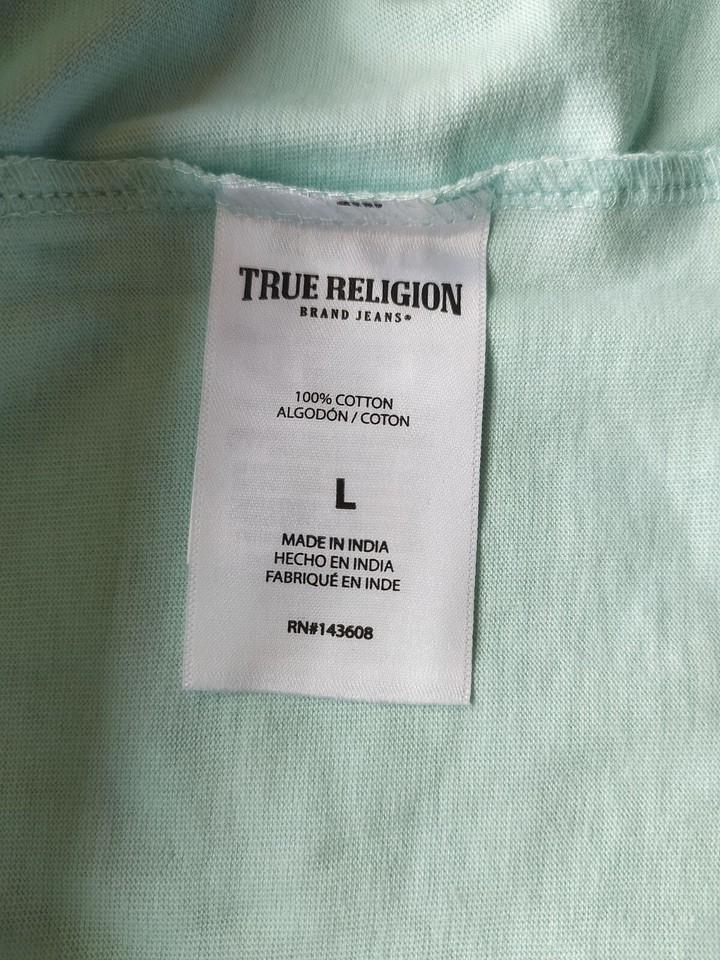 TRUE RELIGION
BRAND JEANS®
100% COTTON
ALGODÓN / COTON
L
MADE IN INDIA
HECHO EN INDIA
FABRIQUÉ EN INDE
RN#143608